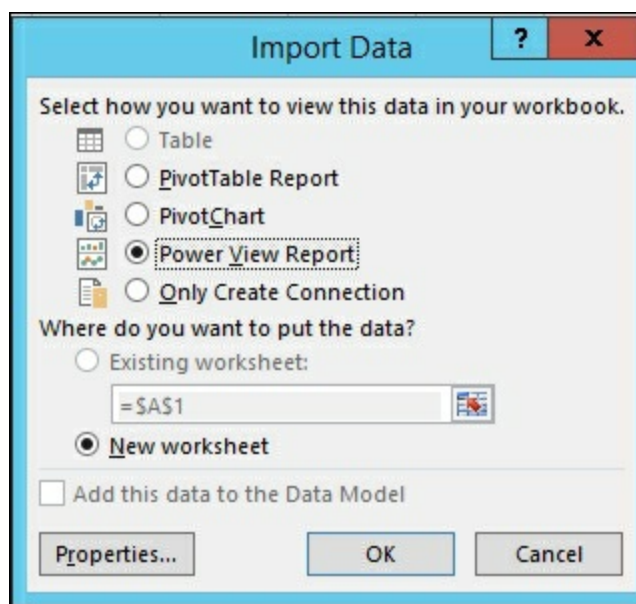 Import Data
?
x
Select how you want to view this data in your workbook.
Table
PivotTable Report
PivotChart
Power View Report
Only Create Connection
Where do you want to put the data?
Existing worksheet:
=$A$1
New worksheet
Add this data to the Data Model
Properties... OK Cancel